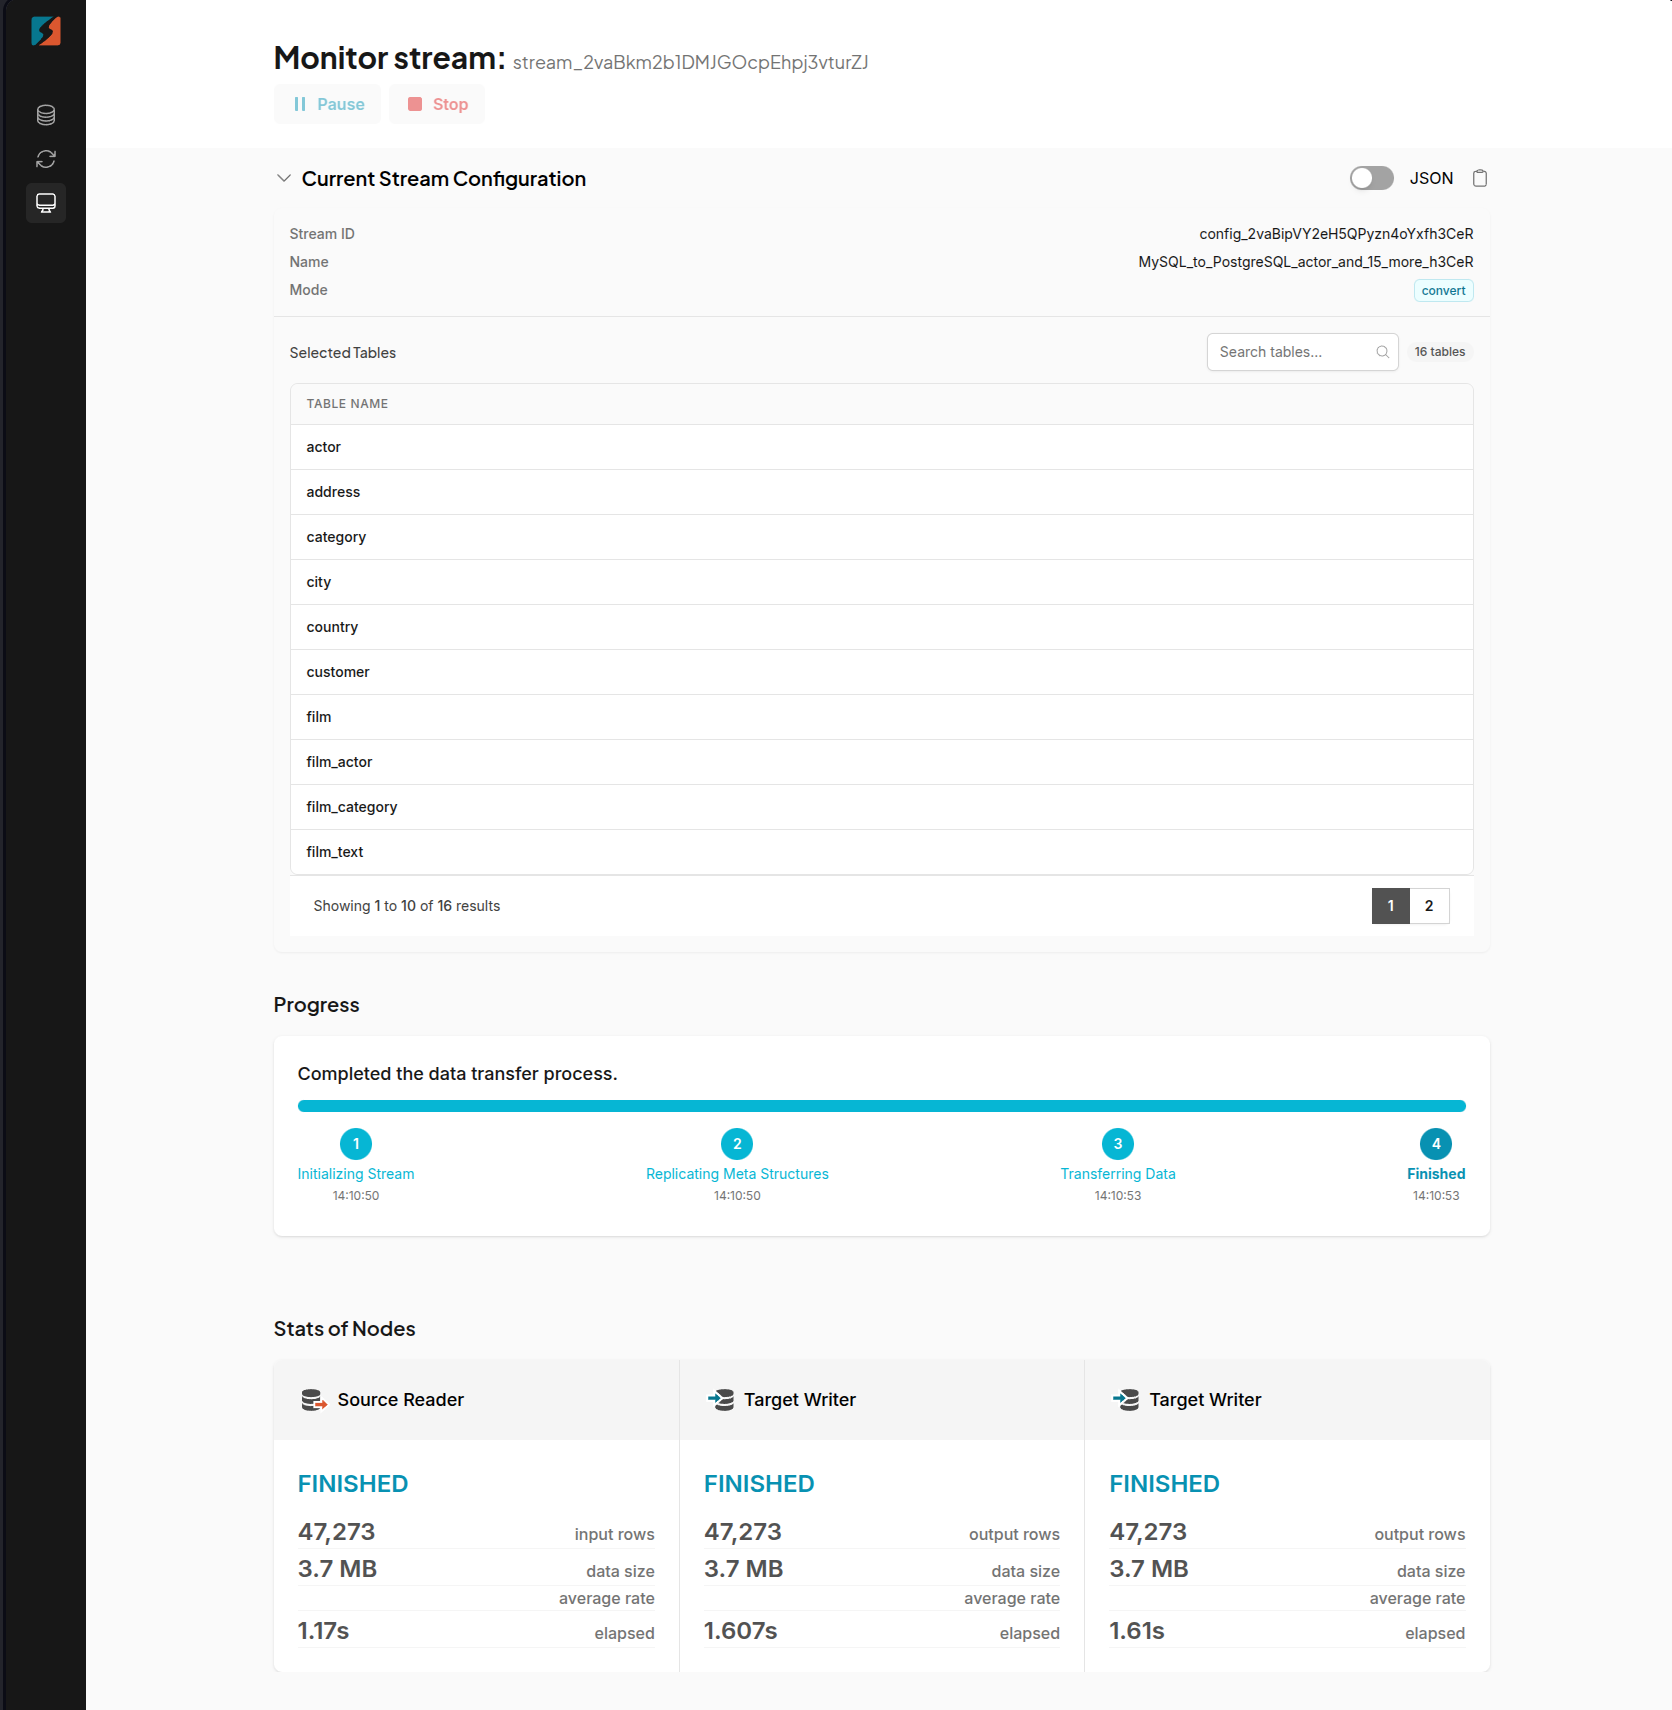 Monitor stream: stream_2vaBkm2b1DMJGOcpEhpj3vturZJ
Pause Stop
Current Stream Configuration JSON
Stream ID config_2vaBipVY2eH5QPyzn4oYxfh3CeR
Name MySQL_to_PostgreSQL_actor_and_15_more_h3CeR
Mode convert
Selected Tables Search tables... 16 tables
TABLE NAME
actor
address
category
city
country
customer
film
film_actor
film_category
film_text
Showing 1 to 10 of 16 results 1 2
Progress
Completed the data transfer process.
1 2 3 4
Initializing Stream Replicating Meta Structures Transferring Data Finished
14:10:50 14:10:50 14:10:53 14:10:53
Stats of Nodes
Source Reader Target Writer Target Writer
FINISHED FINISHED FINISHED
47,273 input rows 47,273 output rows 47,273 output rows
3.7 MB data size 3.7 MB data size 3.7 MB data size
average rate average rate average rate
1.17s elapsed 1.607s elapsed 1.61s elapsed